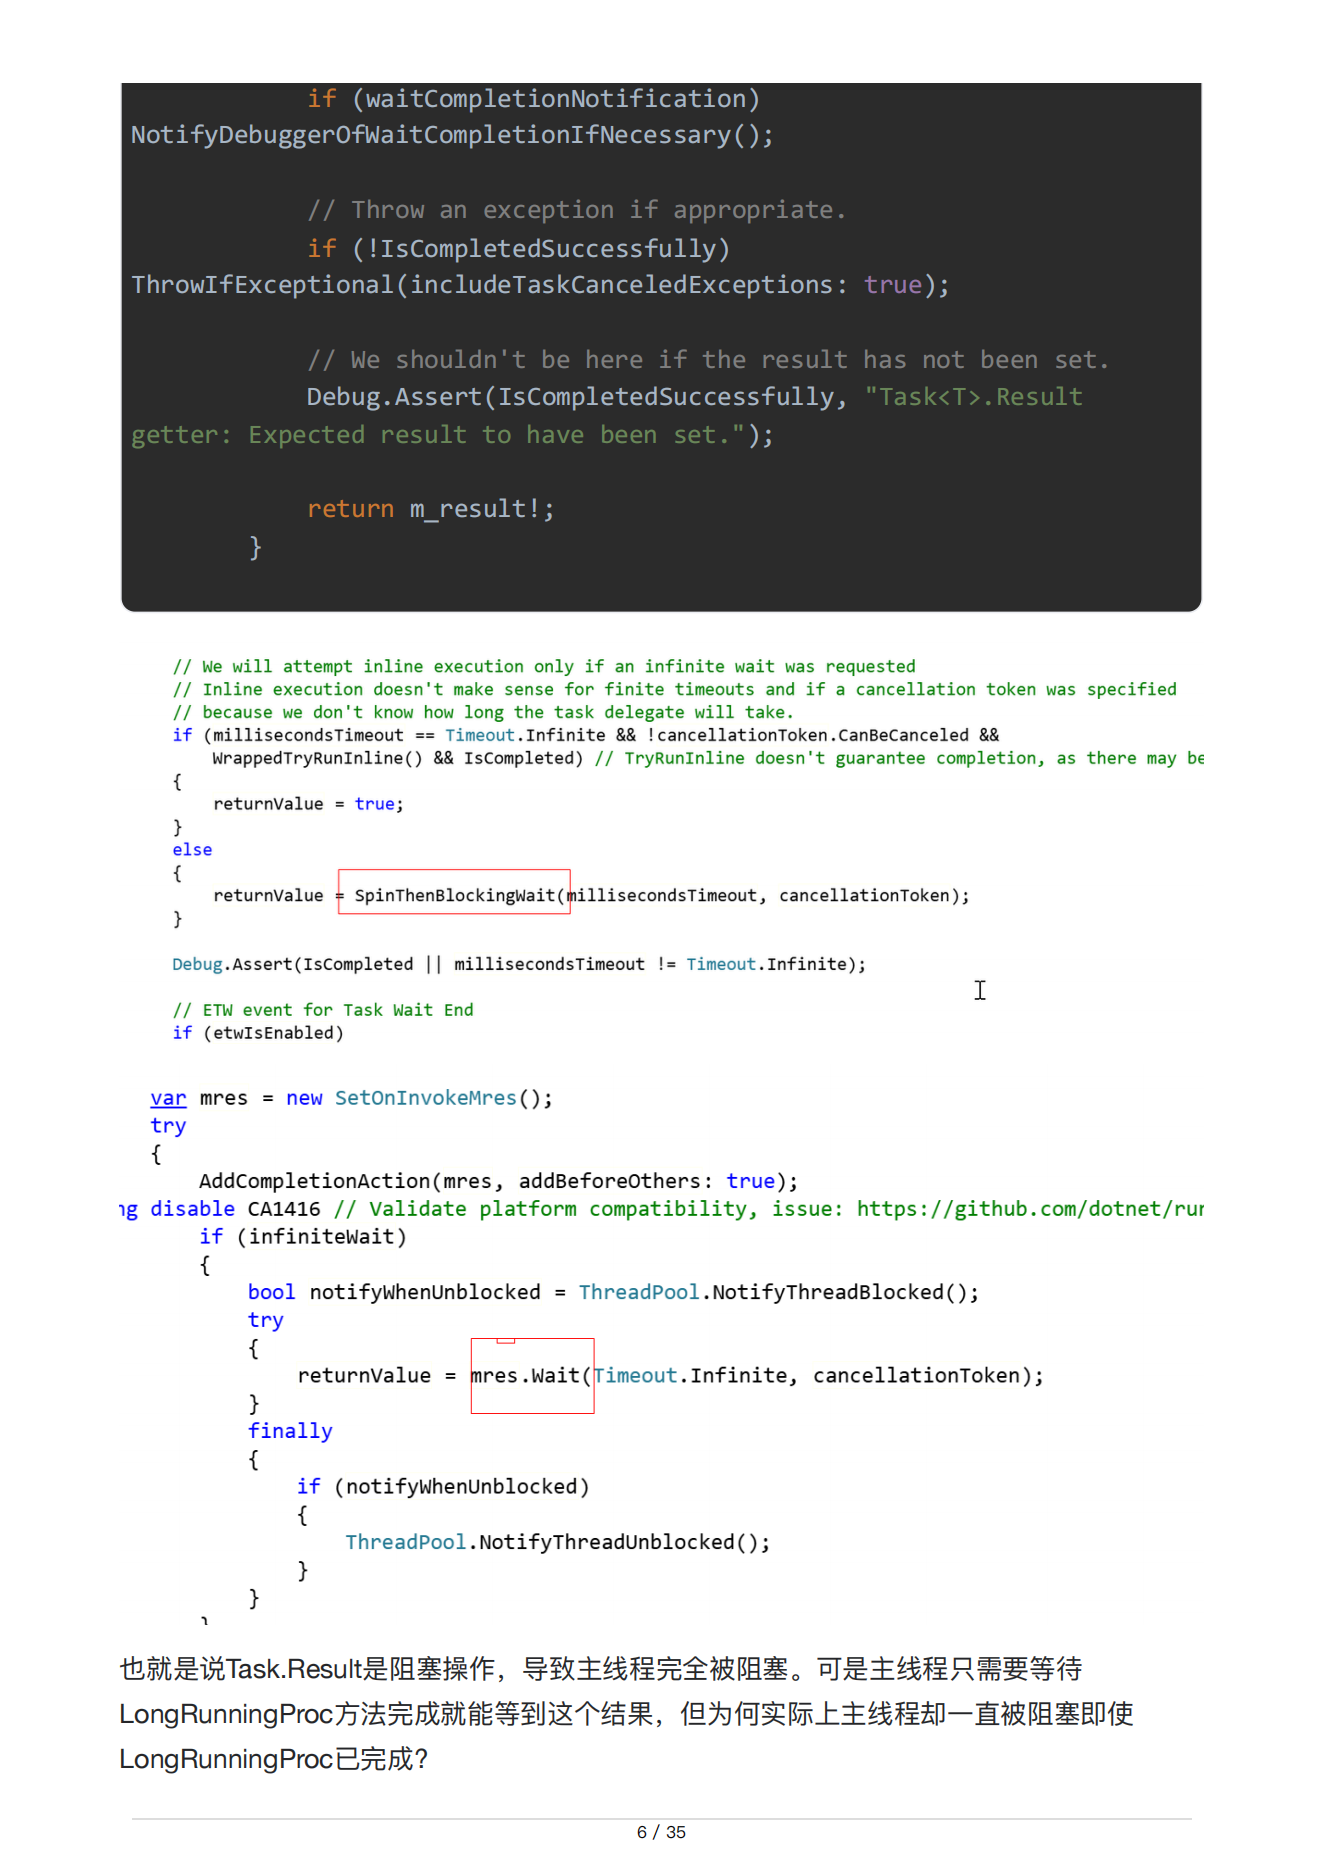 if (waitCompletionNotification)
NotifyDebuggerOfWaitCompletionIfNecessary();
// Throw an exception if appropriate.
if (!IsCompletedSuccessfully)
ThrowIfExceptional(includeTaskCanceledExceptions: true);
// We shouldn't be here if the result has not been set.
Debug.Assert(IsCompletedSuccessfully, "Task<T>.Result
getter: Expected result to have been set.");
return m_result!;
}
// We will attempt inline execution only if an infinite wait was requested
// Inline execution doesn't make sense for finite timeouts and if a cancellation token was specified
// because we don't know how long the task delegate will take.
if (millisecondsTimeout == Timeout.Infinite && !cancellationToken.CanBeCanceled &&
WrappedTryRunInline() && IsCompleted) // TryRunInline doesn't guarantee completion, as there may be
{
returnValue = true;
}
else
{
returnValue = SpinThenBlockingWait(millisecondsTimeout, cancellationToken);
}
Debug.Assert(IsCompleted || millisecondsTimeout != Timeout.Infinite);
// ETW event for Task Wait End
if (etwIsEnabled)
var mres = new SetOnInvokeMres();
try
{
AddCompletionAction(mres, addBeforeOthers: true);
ng disable CA1416 // Validate platform compatibility, issue: https://github.com/dotnet/rur
if (infiniteWait)
{
bool notifyWhenUnblocked = ThreadPool.NotifyThreadBlocked();
try
{
returnValue = mres.Wait(Timeout.Infinite, cancellationToken);
}
finally
{
if (notifyWhenUnblocked)
{
ThreadPool.NotifyThreadUnblocked();
}
}
也就是说Task.Result是阻塞操作，导致主线程完全被阻塞。可是主线程只需要等待
LongRunningProc方法完成就能等到这个结果，但为何实际上主线程却一直被阻塞即使
LongRunningProc已完成？
6 / 35